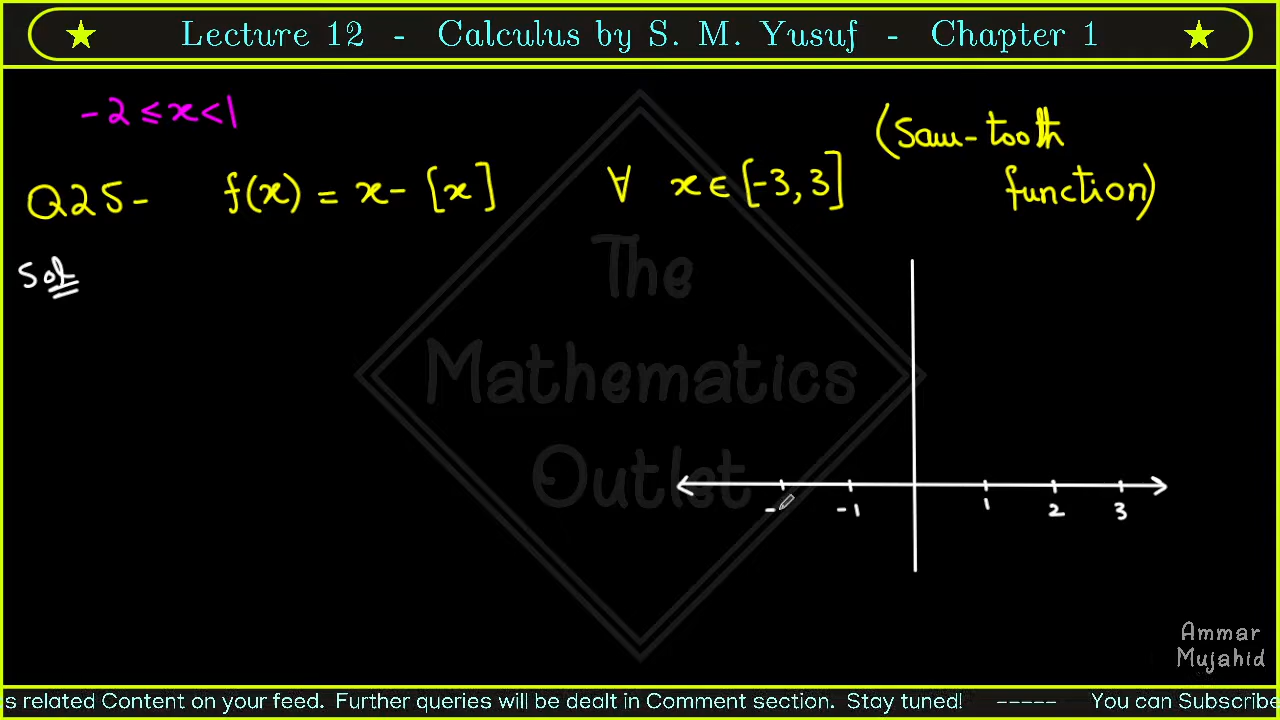 ★ Lecture 12 - Calculus by S. M. Yusuf - Chapter 1 ★
-2 ≤ x < 1
(Saw-tooth
Q25- f(x) = x - [x] ∀ x ∈ [-3, 3] function)
Sol
The
Mathematics
Outlet
- -1 1 2 3
Ammar
Mujahid
s related Content on your feed. Further queries will be dealt in Comment section. Stay tuned! ----- You can Subscribe